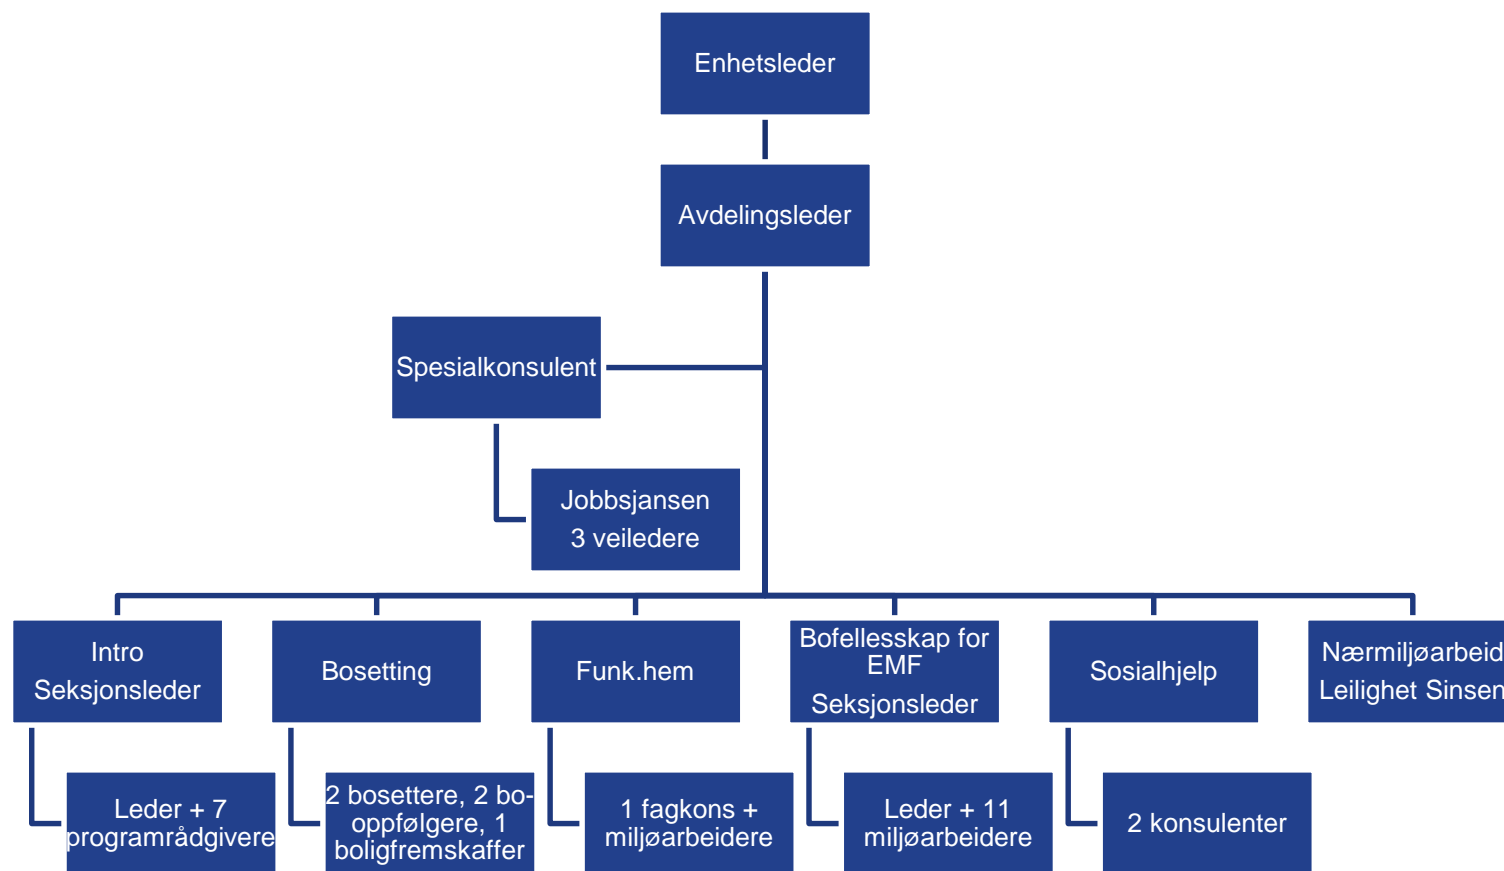 Enhetsleder
Avdelingsleder
Spesialkonsulent
Jobbsjansen
3 veiledere
Intro
Seksjonsleder
Bosetting
Funk.hem
Bofellesskap for
EMF
Seksjonsleder
Sosialhjelp
Nærmiljøarbeid
Leilighet Sinsen
Leder + 7
programrådgivere
2 bosettere, 2 bo-
oppfølgere, 1
boligfremskaffer
1 fagkons +
miljøarbeidere
Leder + 11
miljøarbeidere
2 konsulenter